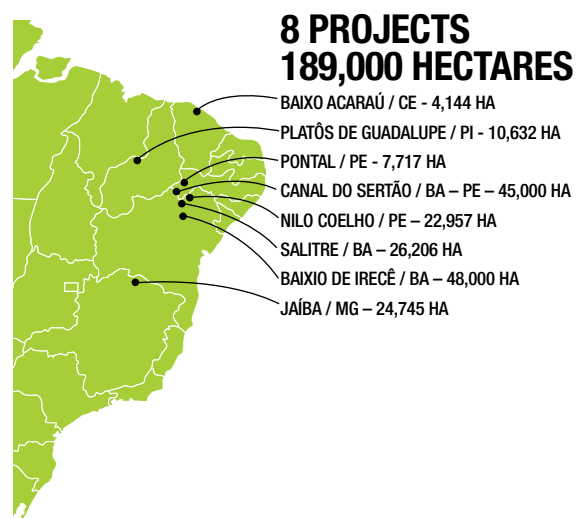 8 PROJECTS
189,000 HECTARES
BAIXO ACARAÚ / CE - 4,144 HA
PLATÔS DE GUADALUPE / PI - 10,632 HA
PONTAL / PE - 7,717 HA
CANAL DO SERTÃO / BA – PE – 45,000 HA
NILO COELHO / PE – 22,957 HA
SALITRE / BA – 26,206 HA
BAIXIO DE IRECÊ / BA – 48,000 HA
JAÍBA / MG – 24,745 HA